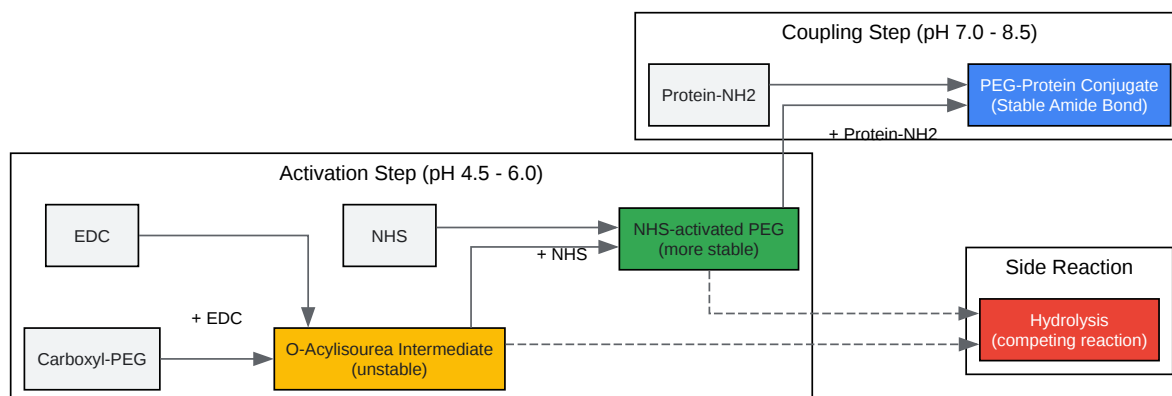 Coupling Step (pH 7.0 - 8.5)
Protein-NH2
PEG-Protein Conjugate
(Stable Amide Bond)
+ Protein-NH2
Activation Step (pH 4.5 - 6.0)
EDC
NHS
NHS-activated PEG
(more stable)
+ NHS
Side Reaction
+ EDC
Carboxyl-PEG
O-Acylisourea Intermediate
(unstable)
Hydrolysis
(competing reaction)